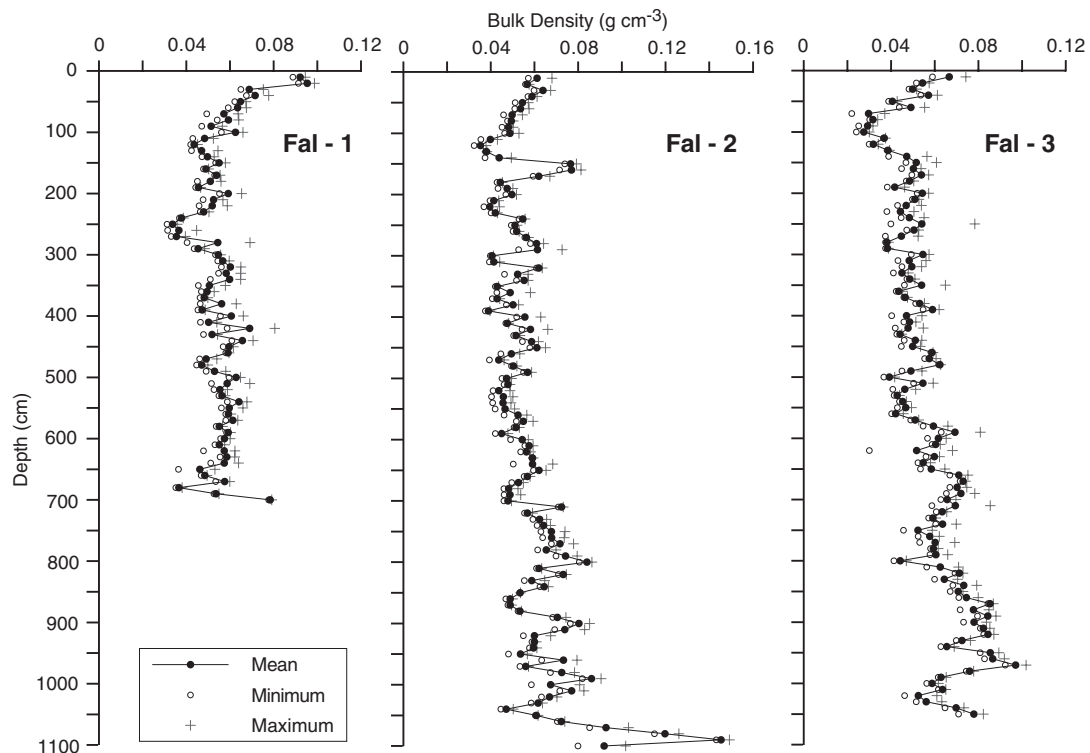 Bulk Density (g cm-3)
0 0.04 0.08 0.12
0 0.04 0.08 0.12 0.16
0 0.04 0.08 0.12
Depth (cm)
0
100
200
300
400
500
600
700
800
900
1000
1100
Fal - 1
Fal - 2
Fal - 3
Mean
Minimum
Maximum